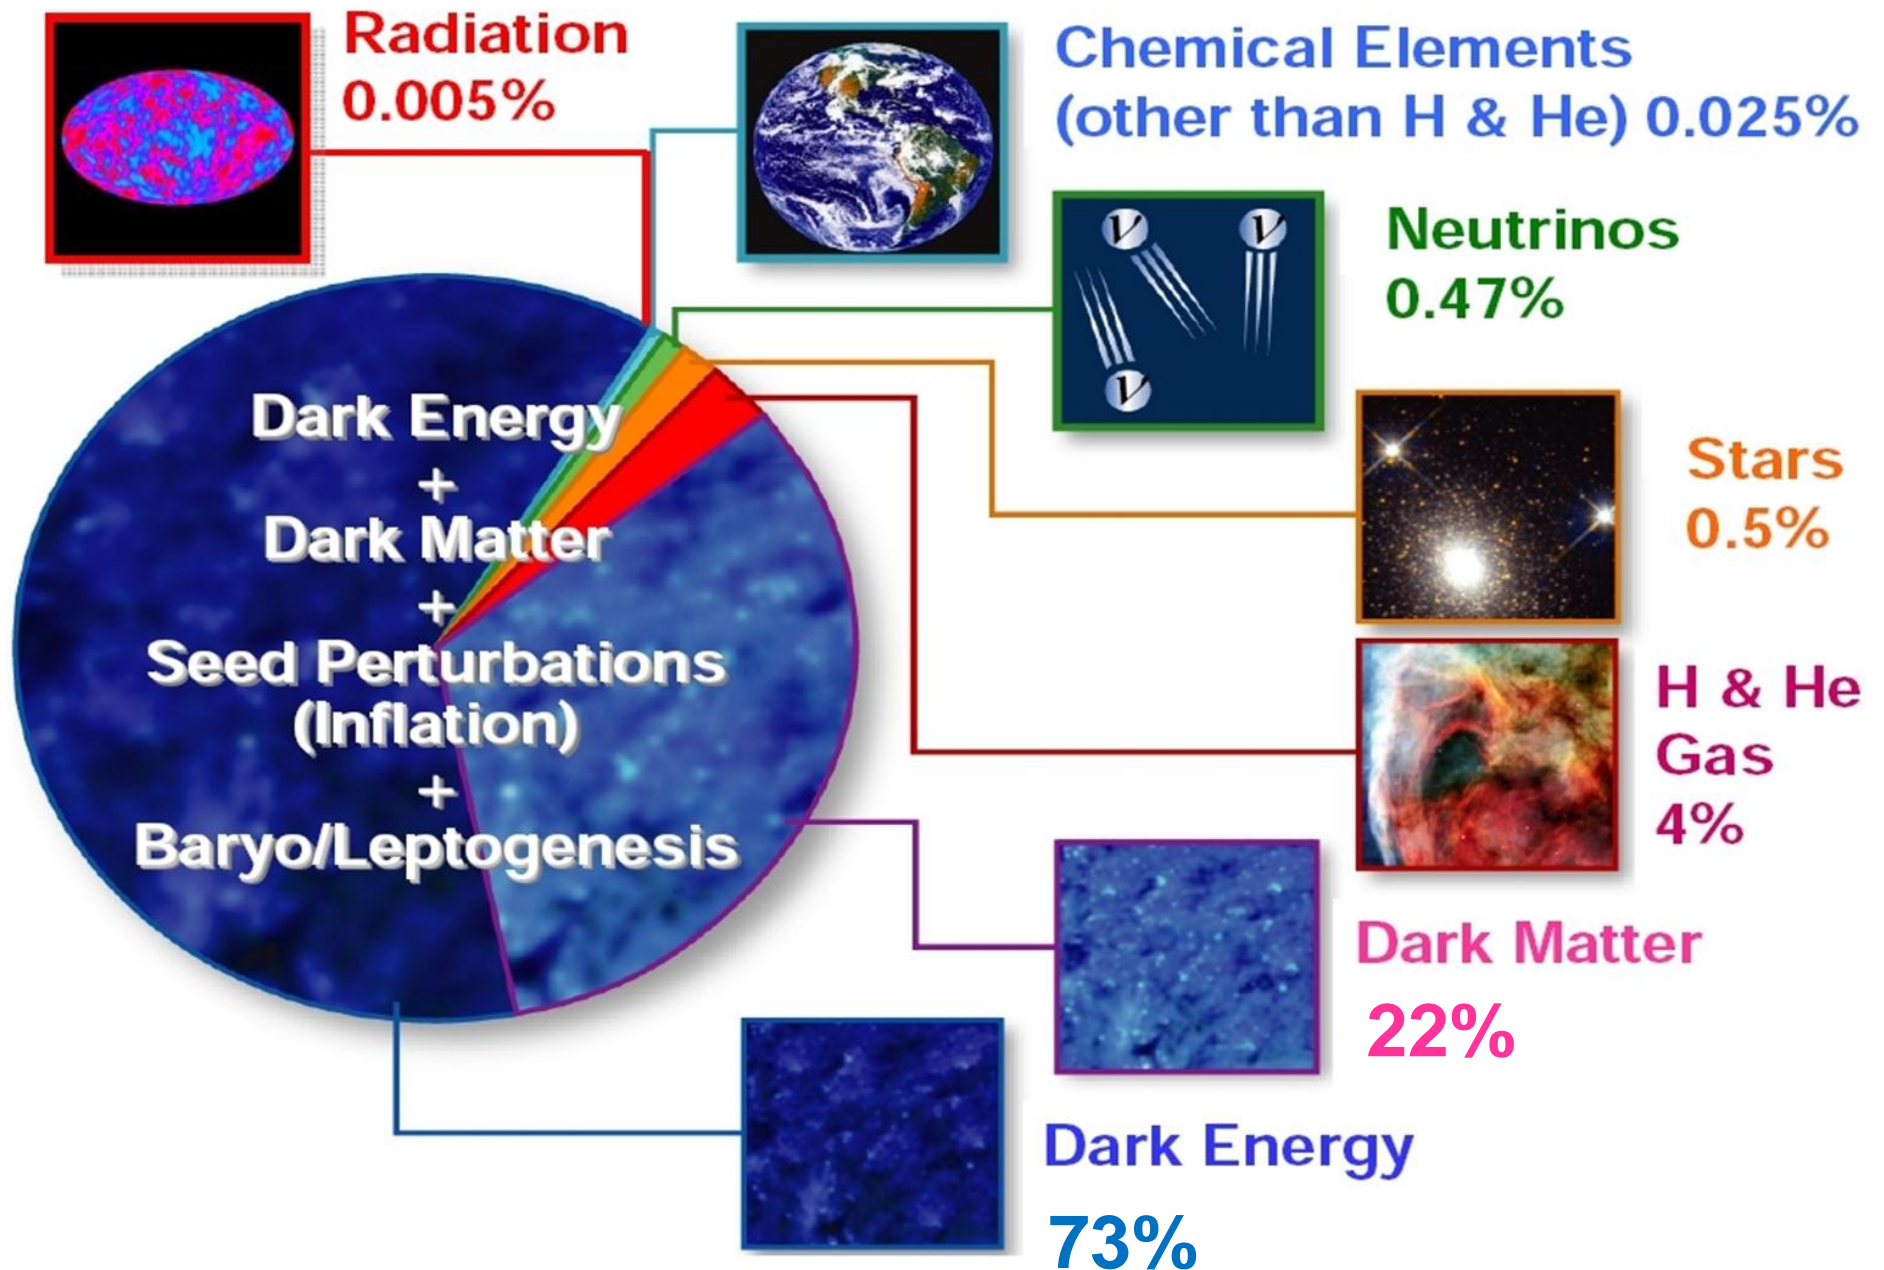 Radiation
0.005%
Chemical Elements
(other than H & He) 0.025%
ν
ν
ν
Neutrinos
0.47%
Stars
0.5%
H & He
Gas
4%
Dark Energy
+
Dark Matter
+
Seed Perturbations
(Inflation)
+
Baryo/Leptogenesis
Dark Matter
22%
Dark Energy
73%